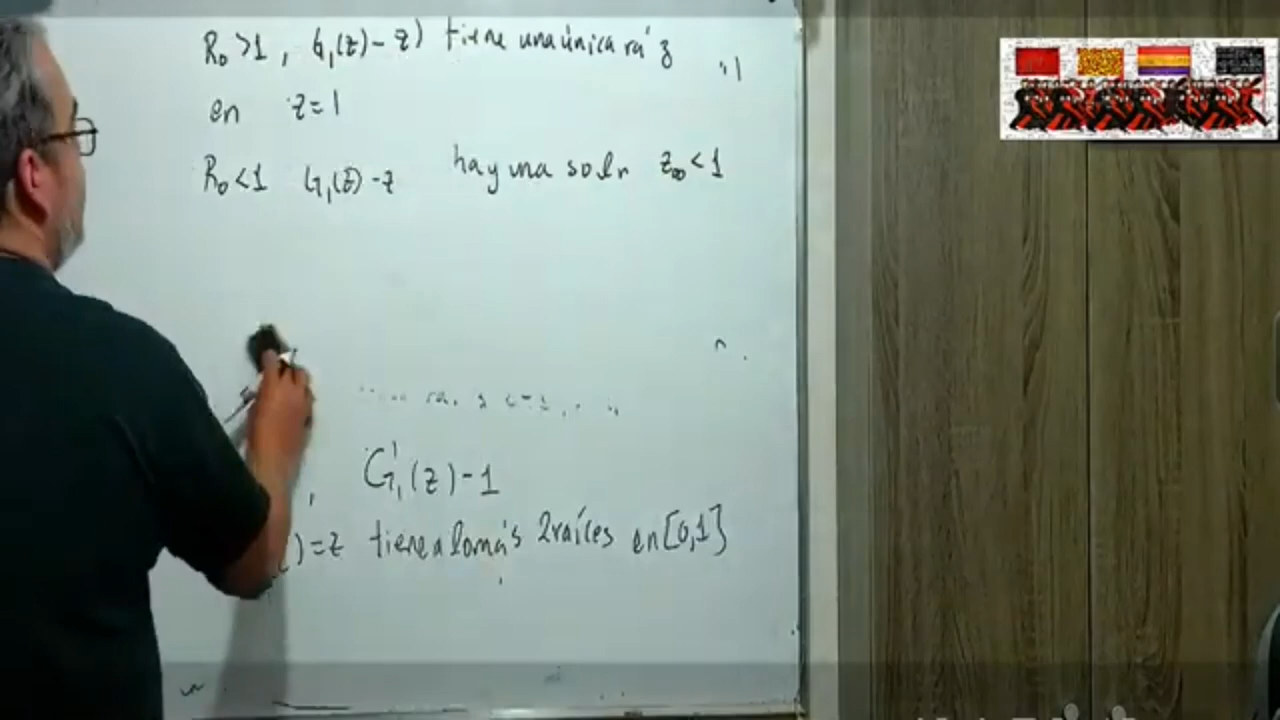 R₀ > 1, G₁(z) - z) tiene una única raíz
en z = 1
R₀ < 1 G₁(z) - z hay una soln z∞ < 1
, G₁'(z) - 1
) = z tiene a lo más 2 raíces en [0,1]